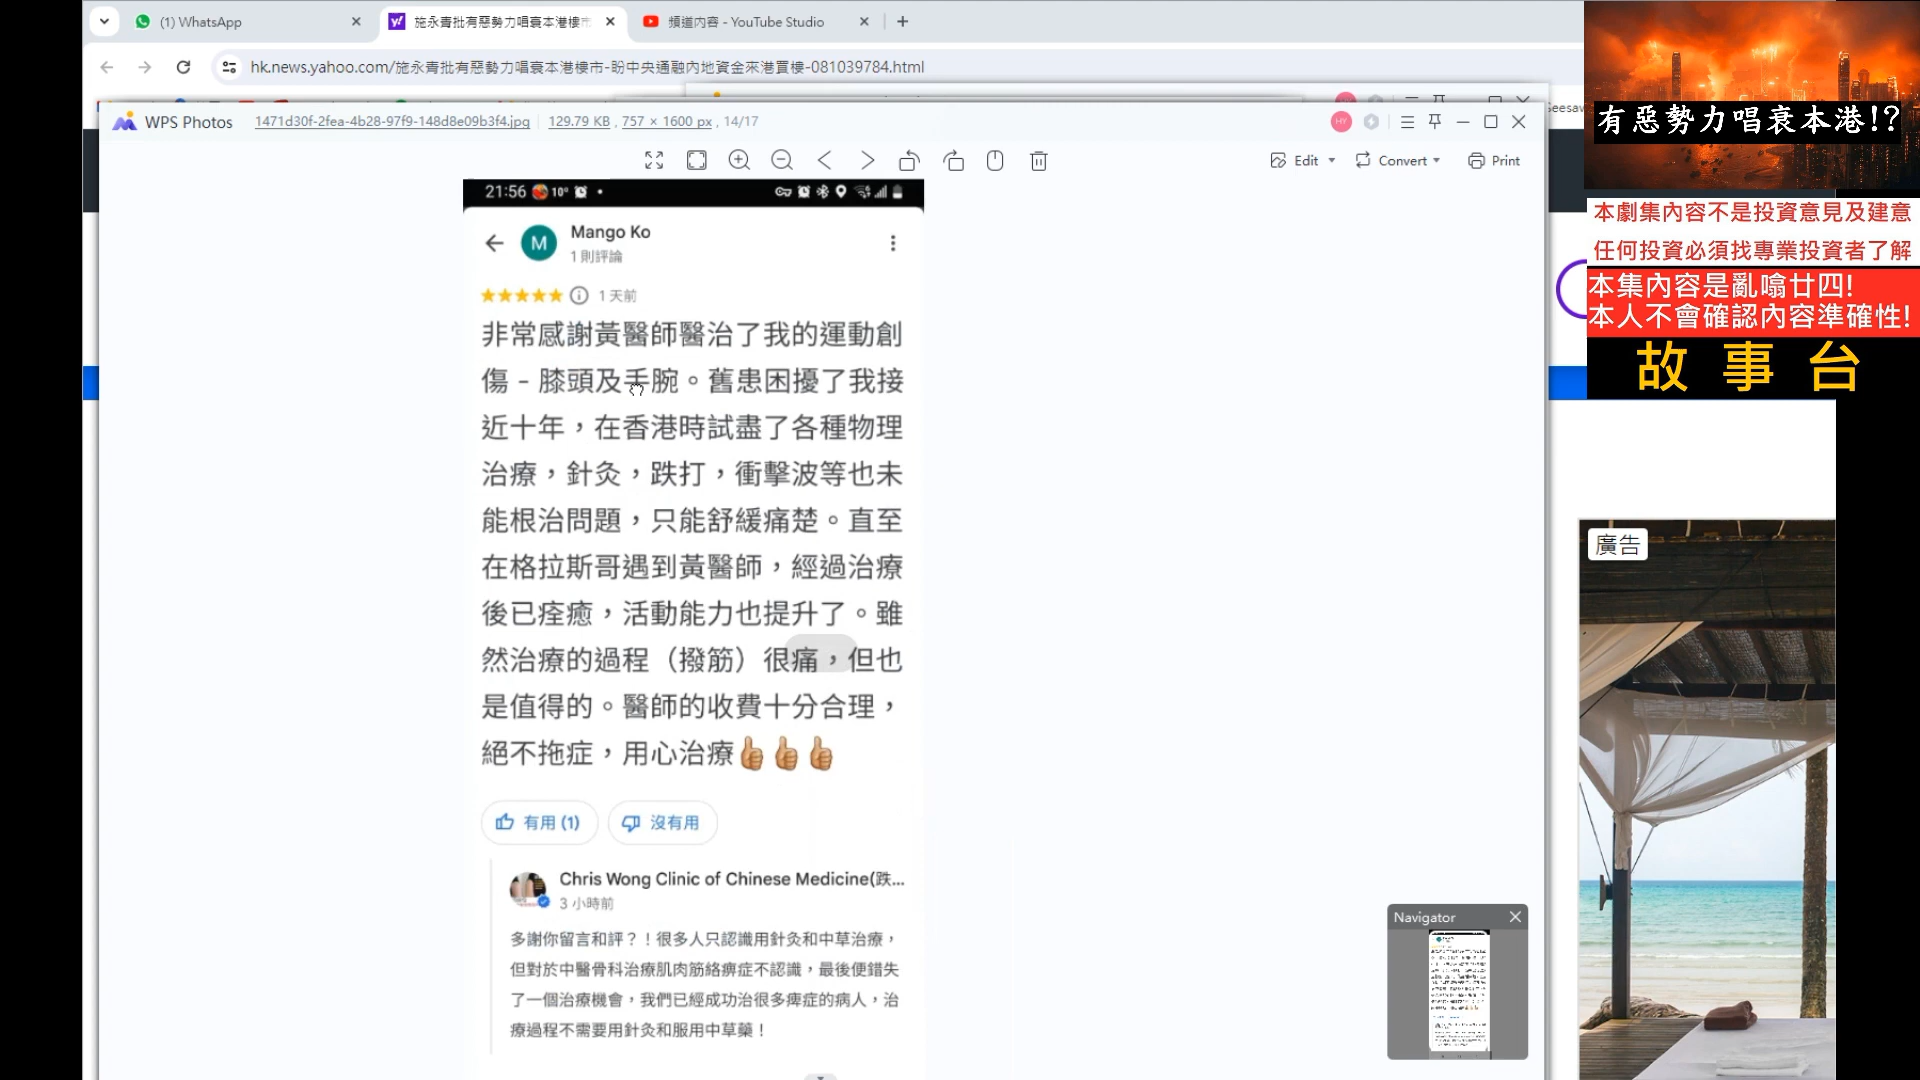 (1) WhatsApp
施永青批有惡勢力唱衰本港樓市
頻道內容 - YouTube Studio
hk.news.yahoo.com/施永青批有惡勢力唱衰本港樓市-盼中央通融內地資金來港買樓-081039784.html
WPS Photos
1471d30f-2fea-4b28-97f9-148d8e09b3f4.jpg
129.79 KB , 757 × 1600 px , 14/17
HY
Edit
Convert
Print
21:56
10°
M
Mango Ko
1 則評論
1 天前
非常感謝黃醫師醫治了我的運動創
傷 - 膝頭及手腕。舊患困擾了我接
近十年，在香港時試盡了各種物理
治療，針灸，跌打，衝擊波等也未
能根治問題，只能舒緩痛楚。直至
在格拉斯哥遇到黃醫師，經過治療
後已痊癒，活動能力也提升了。雖
然治療的過程（撥筋）很痛，但也
是值得的。醫師的收費十分合理，
絕不拖症，用心治療👍👍👍
有用 (1)
沒有用
Chris Wong Clinic of Chinese Medicine(跌...
3 小時前
多謝你留言和評？！很多人只認識用針灸和中草治療，
但對於中醫骨科治療肌肉筋絡痹症不認識，最後便錯失
了一個治療機會，我們已經成功治很多痺症的病人，治
療過程不需要用針灸和服用中草藥！
Navigator
有惡勢力唱衰本港!?
本劇集內容不是投資意見及建意
任何投資必須找專業投資者了解
本集內容是亂噏廿四!
本人不會確認內容準確性!
故事台
廣告